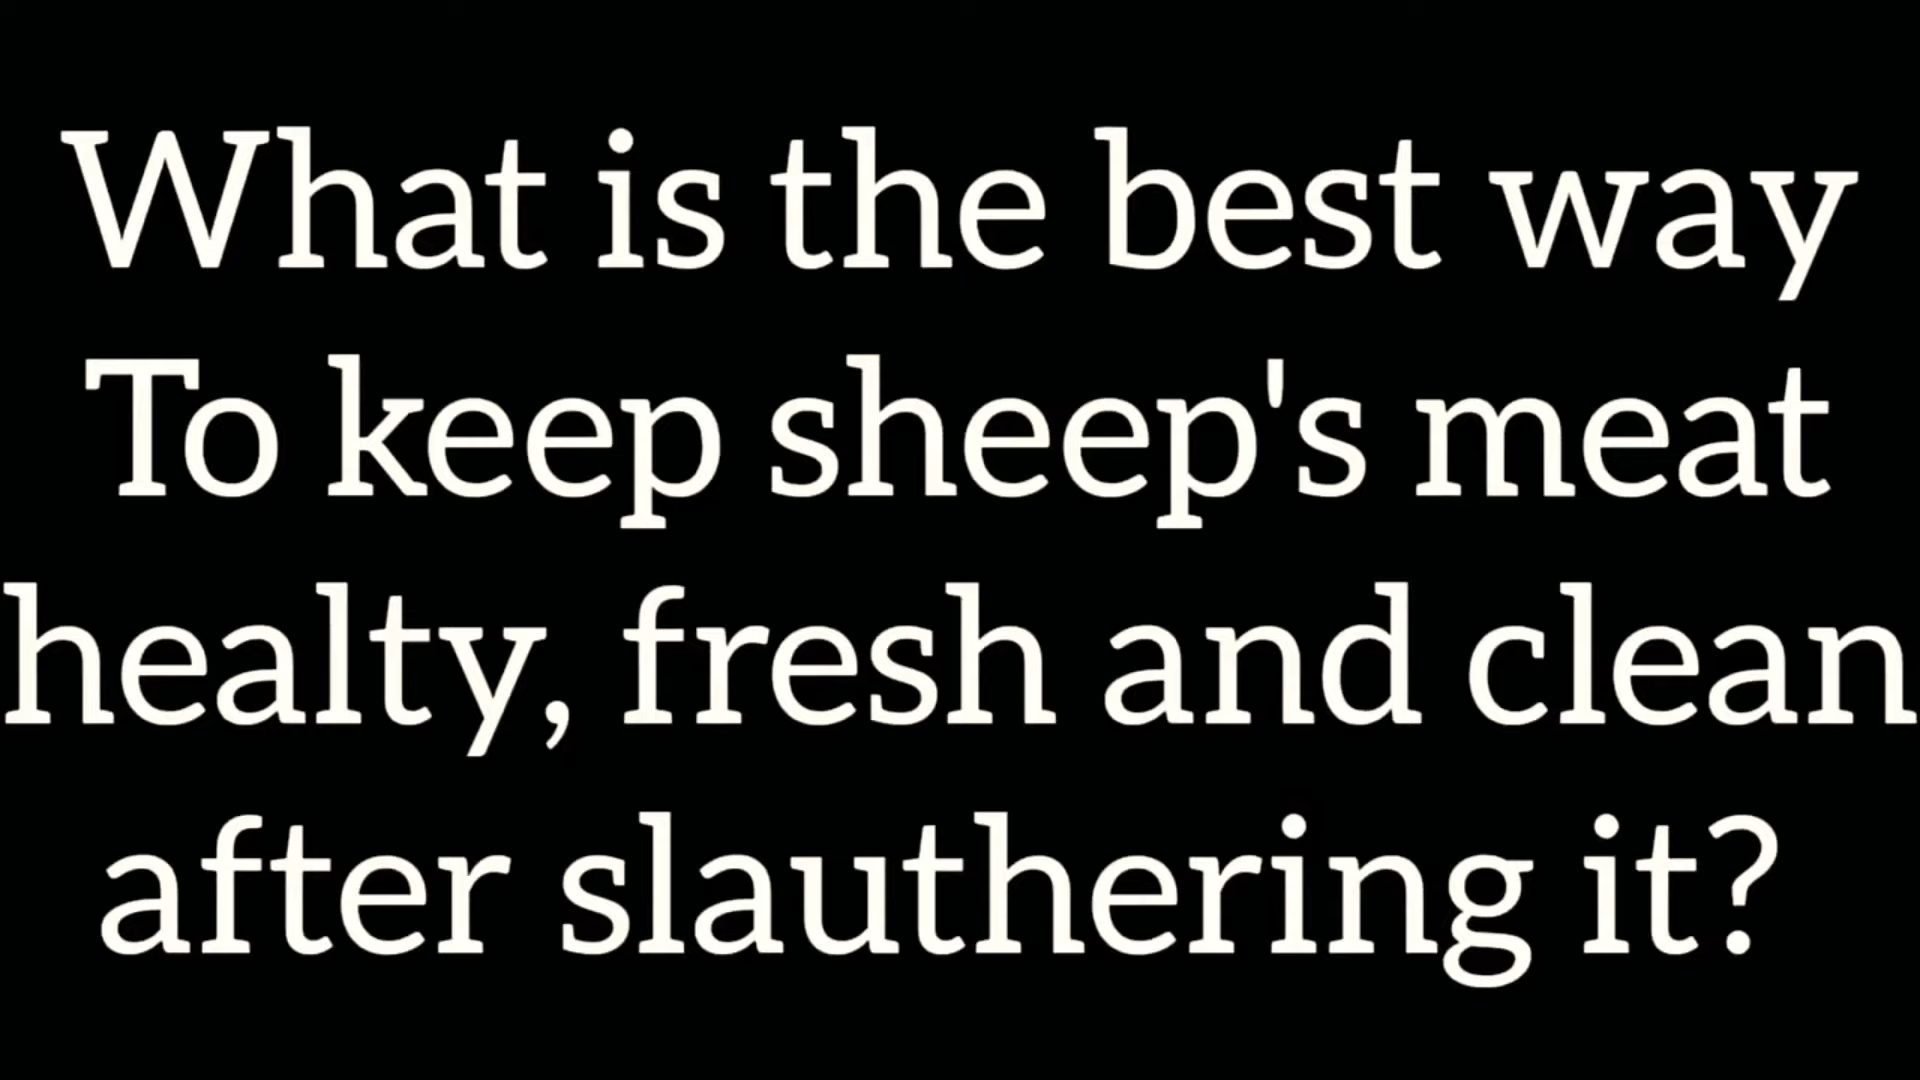 What is the best way
To keep sheep's meat
healty, fresh and clean
after slauthering it?